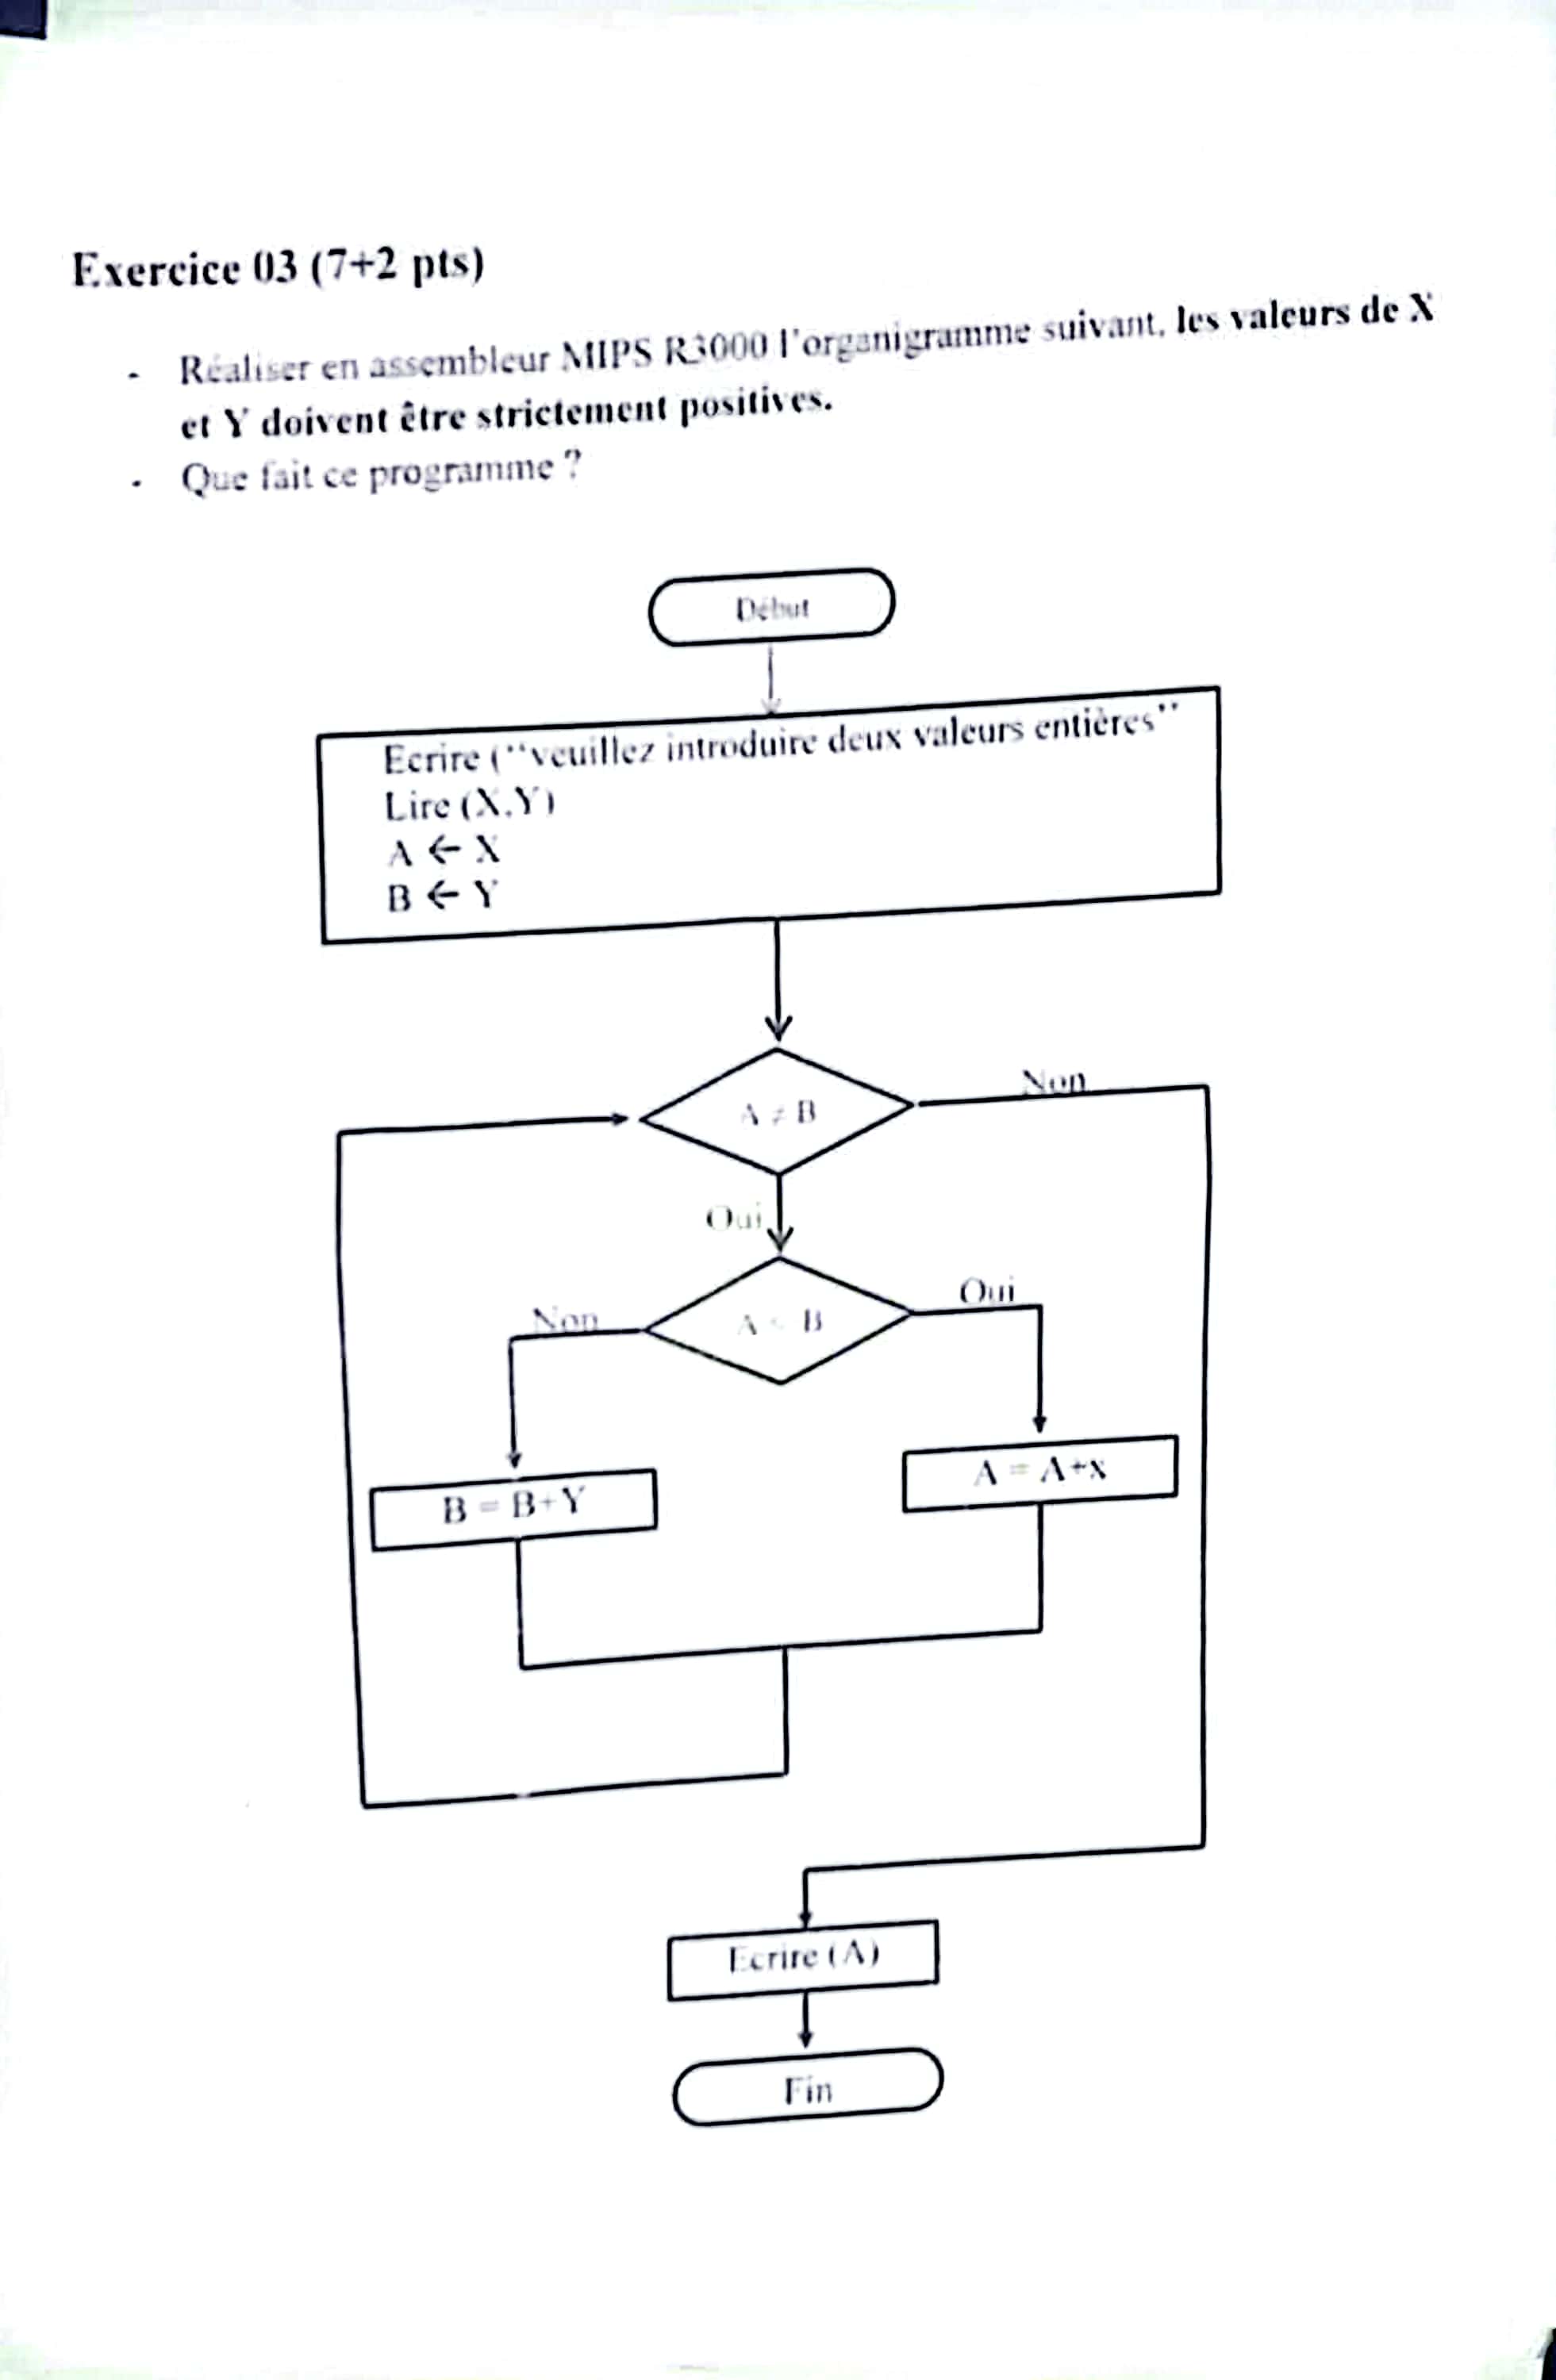 Exercice 03 (7+2 pts)
- Réaliser en assembleur MIPS R3000 l'organigramme suivant, les valeurs de X
et Y doivent être strictement positives.
- Que fait ce programme ?
Début
Ecrire (''veuillez introduire deux valeurs entières''
Lire (X,Y)
A ← X
B ← Y
A ≠ B
Non
Oui
A < B
Non
Oui
B = B+Y
A = A+x
Ecrire (A)
Fin